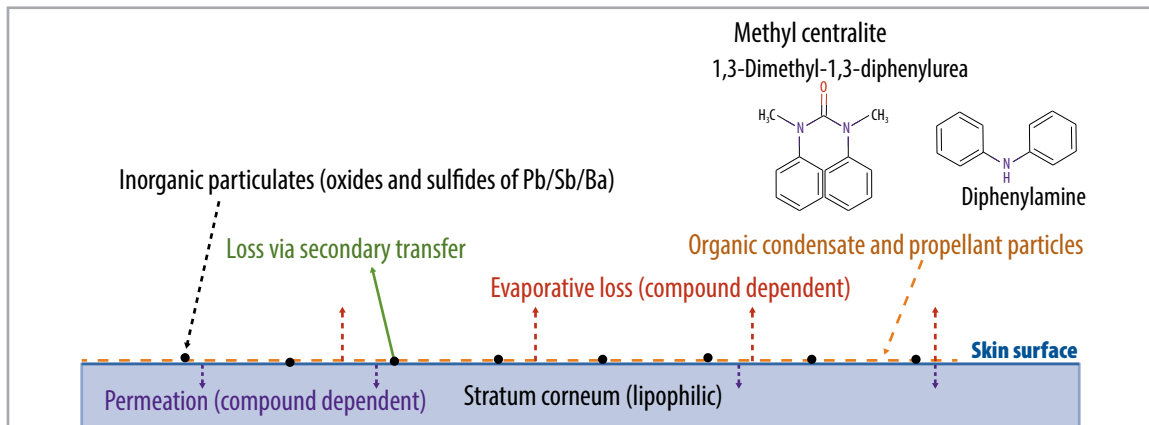 Methyl centralite
1,3-Dimethyl-1,3-diphenylurea
O
H₃C
N
N
CH₃
N
H
Diphenylamine
Inorganic particulates (oxides and sulfides of Pb/Sb/Ba)
Loss via secondary transfer
Organic condensate and propellant particles
Evaporative loss (compound dependent)
Skin surface
Permeation (compound dependent)
Stratum corneum (lipophilic)